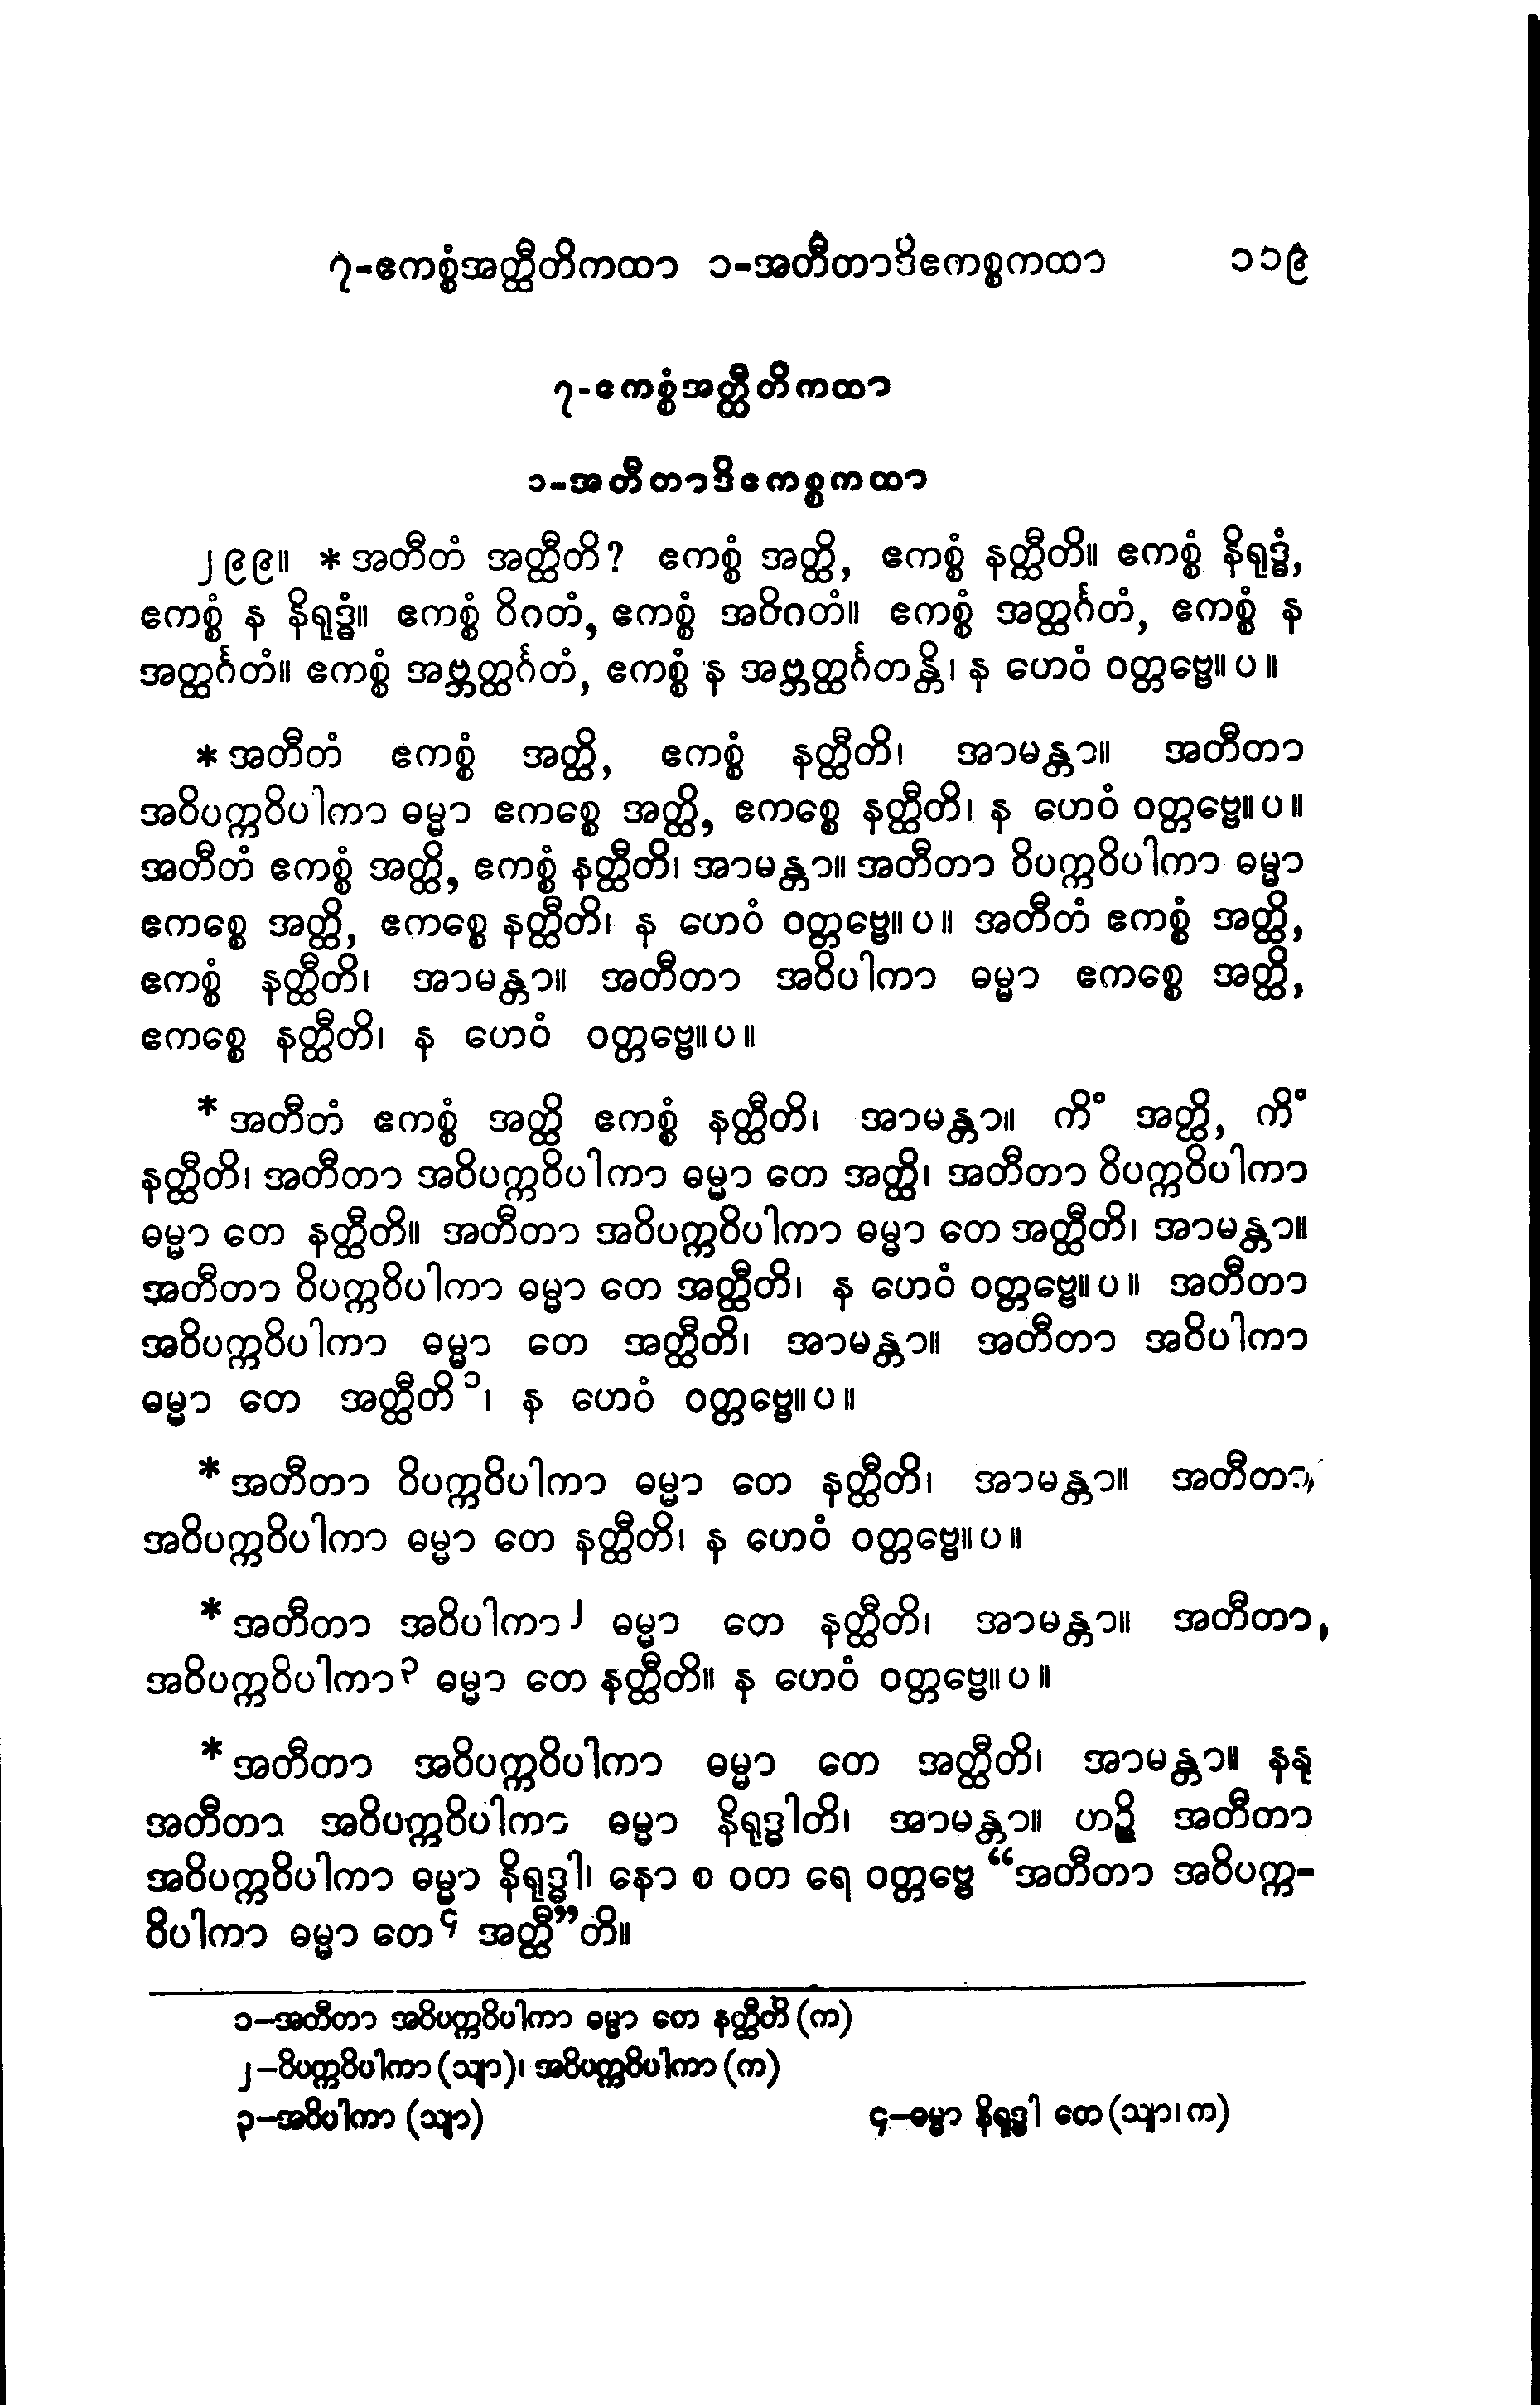 ၇-ဧကစ္စံအတ္ထီတိကထာ ၁-အတီတာဒိဧကစ္စကထာ ၁၁၉
၇-ဧကစ္စံအတ္ထီတိကထာ
၁-အတီတာဒိဧကစ္စကထာ
၂၉၉။ *အတီတံ အတ္ထီတိ? ဧကစ္စံ အတ္ထိ, ဧကစ္စံ နတ္ထီတိ။ ဧကစ္စံ နိရုဒ္ဓံ,
ဧကစ္စံ န နိရုဒ္ဓံ။ ဧကစ္စံ ဝိဂတံ, ဧကစ္စံ အဝိဂတံ။ ဧကစ္စံ အတ္ထင်္ဂတံ, ဧကစ္စံ န
အတ္ထင်္ဂတံ။ ဧကစ္စံ အဗ္ဘတ္ထင်္ဂတံ, ဧကစ္စံ န အဗ္ဘတ္ထင်္ဂတန္တိ၊ န ဟေဝံ ဝတ္တဗ္ဗေ။ပ။
*အတီတံ ဧကစ္စံ အတ္ထိ, ဧကစ္စံ နတ္ထီတိ၊ အာမန္တာ။ အတီတာ
အဝိပက္ကဝိပါကာ ဓမ္မာ ဧကစ္စေ အတ္ထိ, ဧကစ္စေ နတ္ထီတိ၊ န ဟေဝံ ဝတ္တဗ္ဗေ။ပ။
အတီတံ ဧကစ္စံ အတ္ထိ, ဧကစ္စံ နတ္ထီတိ၊ အာမန္တာ။ အတီတာ ဝိပက္ကဝိပါကာ ဓမ္မာ
ဧကစ္စေ အတ္ထိ, ဧကစ္စေ နတ္ထီတိ၊ န ဟေဝံ ဝတ္တဗ္ဗေ။ပ။ အတီတံ ဧကစ္စံ အတ္ထိ,
ဧကစ္စံ နတ္ထီတိ၊ အာမန္တာ။ အတီတာ အဝိပါကာ ဓမ္မာ ဧကစ္စေ အတ္ထိ,
ဧကစ္စေ နတ္ထီတိ၊ န ဟေဝံ ဝတ္တဗ္ဗေ။ပ။
*အတီတံ ဧကစ္စံ အတ္ထိ ဧကစ္စံ နတ္ထီတိ၊ အာမန္တာ။ ကိံ အတ္ထိ, ကိံ
နတ္ထီတိ၊ အတီတာ အဝိပက္ကဝိပါကာ ဓမ္မာ တေ အတ္ထိ၊ အတီတာ ဝိပက္ကဝိပါကာ
ဓမ္မာ တေ နတ္ထီတိ။ အတီတာ အဝိပက္ကဝိပါကာ ဓမ္မာ တေ အတ္ထီတိ၊ အာမန္တာ။
အတီတာ ဝိပက္ကဝိပါကာ ဓမ္မာ တေ အတ္ထီတိ၊ န ဟေဝံ ဝတ္တဗ္ဗေ။ပ။ အတီတာ
အဝိပက္ကဝိပါကာ ဓမ္မာ တေ အတ္ထီတိ၊ အာမန္တာ။ အတီတာ အဝိပါကာ
ဓမ္မာ တေ အတ္ထီတိ၁၊ န ဟေဝံ ဝတ္တဗ္ဗေ။ပ။
*အတီတာ ဝိပက္ကဝိပါကာ ဓမ္မာ တေ နတ္ထီတိ၊ အာမန္တာ။ အတီတာ
အဝိပက္ကဝိပါကာ ဓမ္မာ တေ နတ္ထီတိ၊ န ဟေဝံ ဝတ္တဗ္ဗေ။ပ။
*အတီတာ အဝိပါကာ၂ ဓမ္မာ တေ နတ္ထီတိ၊ အာမန္တာ။ အတီတာ,
အဝိပက္ကဝိပါကာ၃ ဓမ္မာ တေ နတ္ထီတိ။ န ဟေဝံ ဝတ္တဗ္ဗေ။ပ။
*အတီတာ အဝိပက္ကဝိပါကာ ဓမ္မာ တေ အတ္ထီတိ၊ အာမန္တာ။ နနု
အတီတာ အဝိပက္ကဝိပါကာ ဓမ္မာ နိရုဒ္ဓါတိ၊ အာမန္တာ။ ဟဉ္စိ အတီတာ
အဝိပက္ကဝိပါကာ ဓမ္မာ နိရုဒ္ဓါ၊ နော စ ဝတ ရေ ဝတ္တဗ္ဗေ “အတီတာ အဝိပက္က-
ဝိပါကာ ဓမ္မာ တေ၄ အတ္ထီ”တိ။
၁–အတီတာ အဝိပက္ကဝိပါကာ ဓမ္မာ တေ နတ္ထီတိ (က)
၂–ဝိပက္ကဝိပါကာ (သျာ)၊ အဝိပက္ကဝိပါကာ (က)
၃–အဝိပါကာ (သျာ) ၄–ဓမ္မာ နိရုဒ္ဓါ တေ (သျာ၊က)